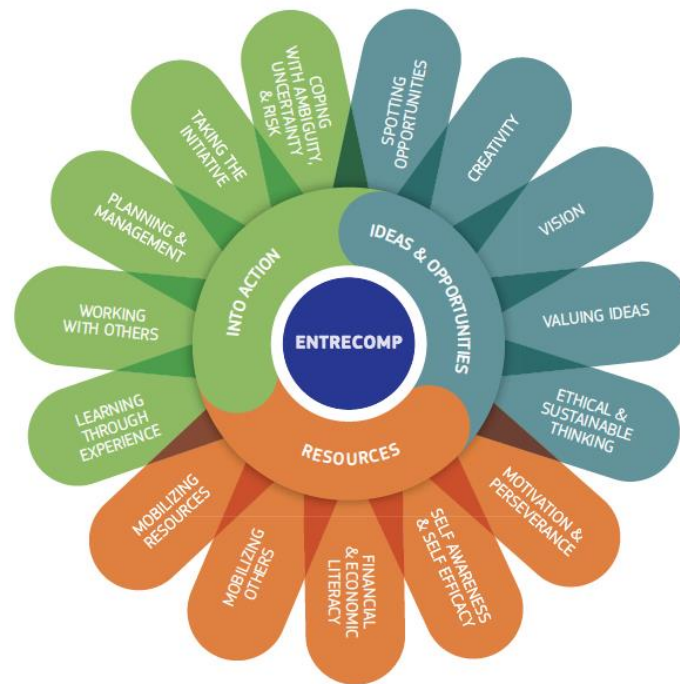 ENTRECOMP
IDEAS & OPPORTUNITIES
SPOTTING
OPPORTUNITIES
CREATIVITY
VISION
VALUING IDEAS
ETHICAL &
SUSTAINABLE
THINKING
RESOURCES
MOTIVATION &
PERSEVERANCE
SELF AWARENESS
& SELF EFFICACY
FINANCIAL
& ECONOMIC
LITERACY
MOBILIZING
OTHERS
MOBILIZING
RESOURCES
INTO ACTION
LEARNING
THROUGH
EXPERIENCE
WORKING
WITH OTHERS
PLANNING &
MANAGEMENT
TAKING THE
INITIATIVE
COPING
WITH AMBIGUITY,
UNCERTAINTY
& RISK